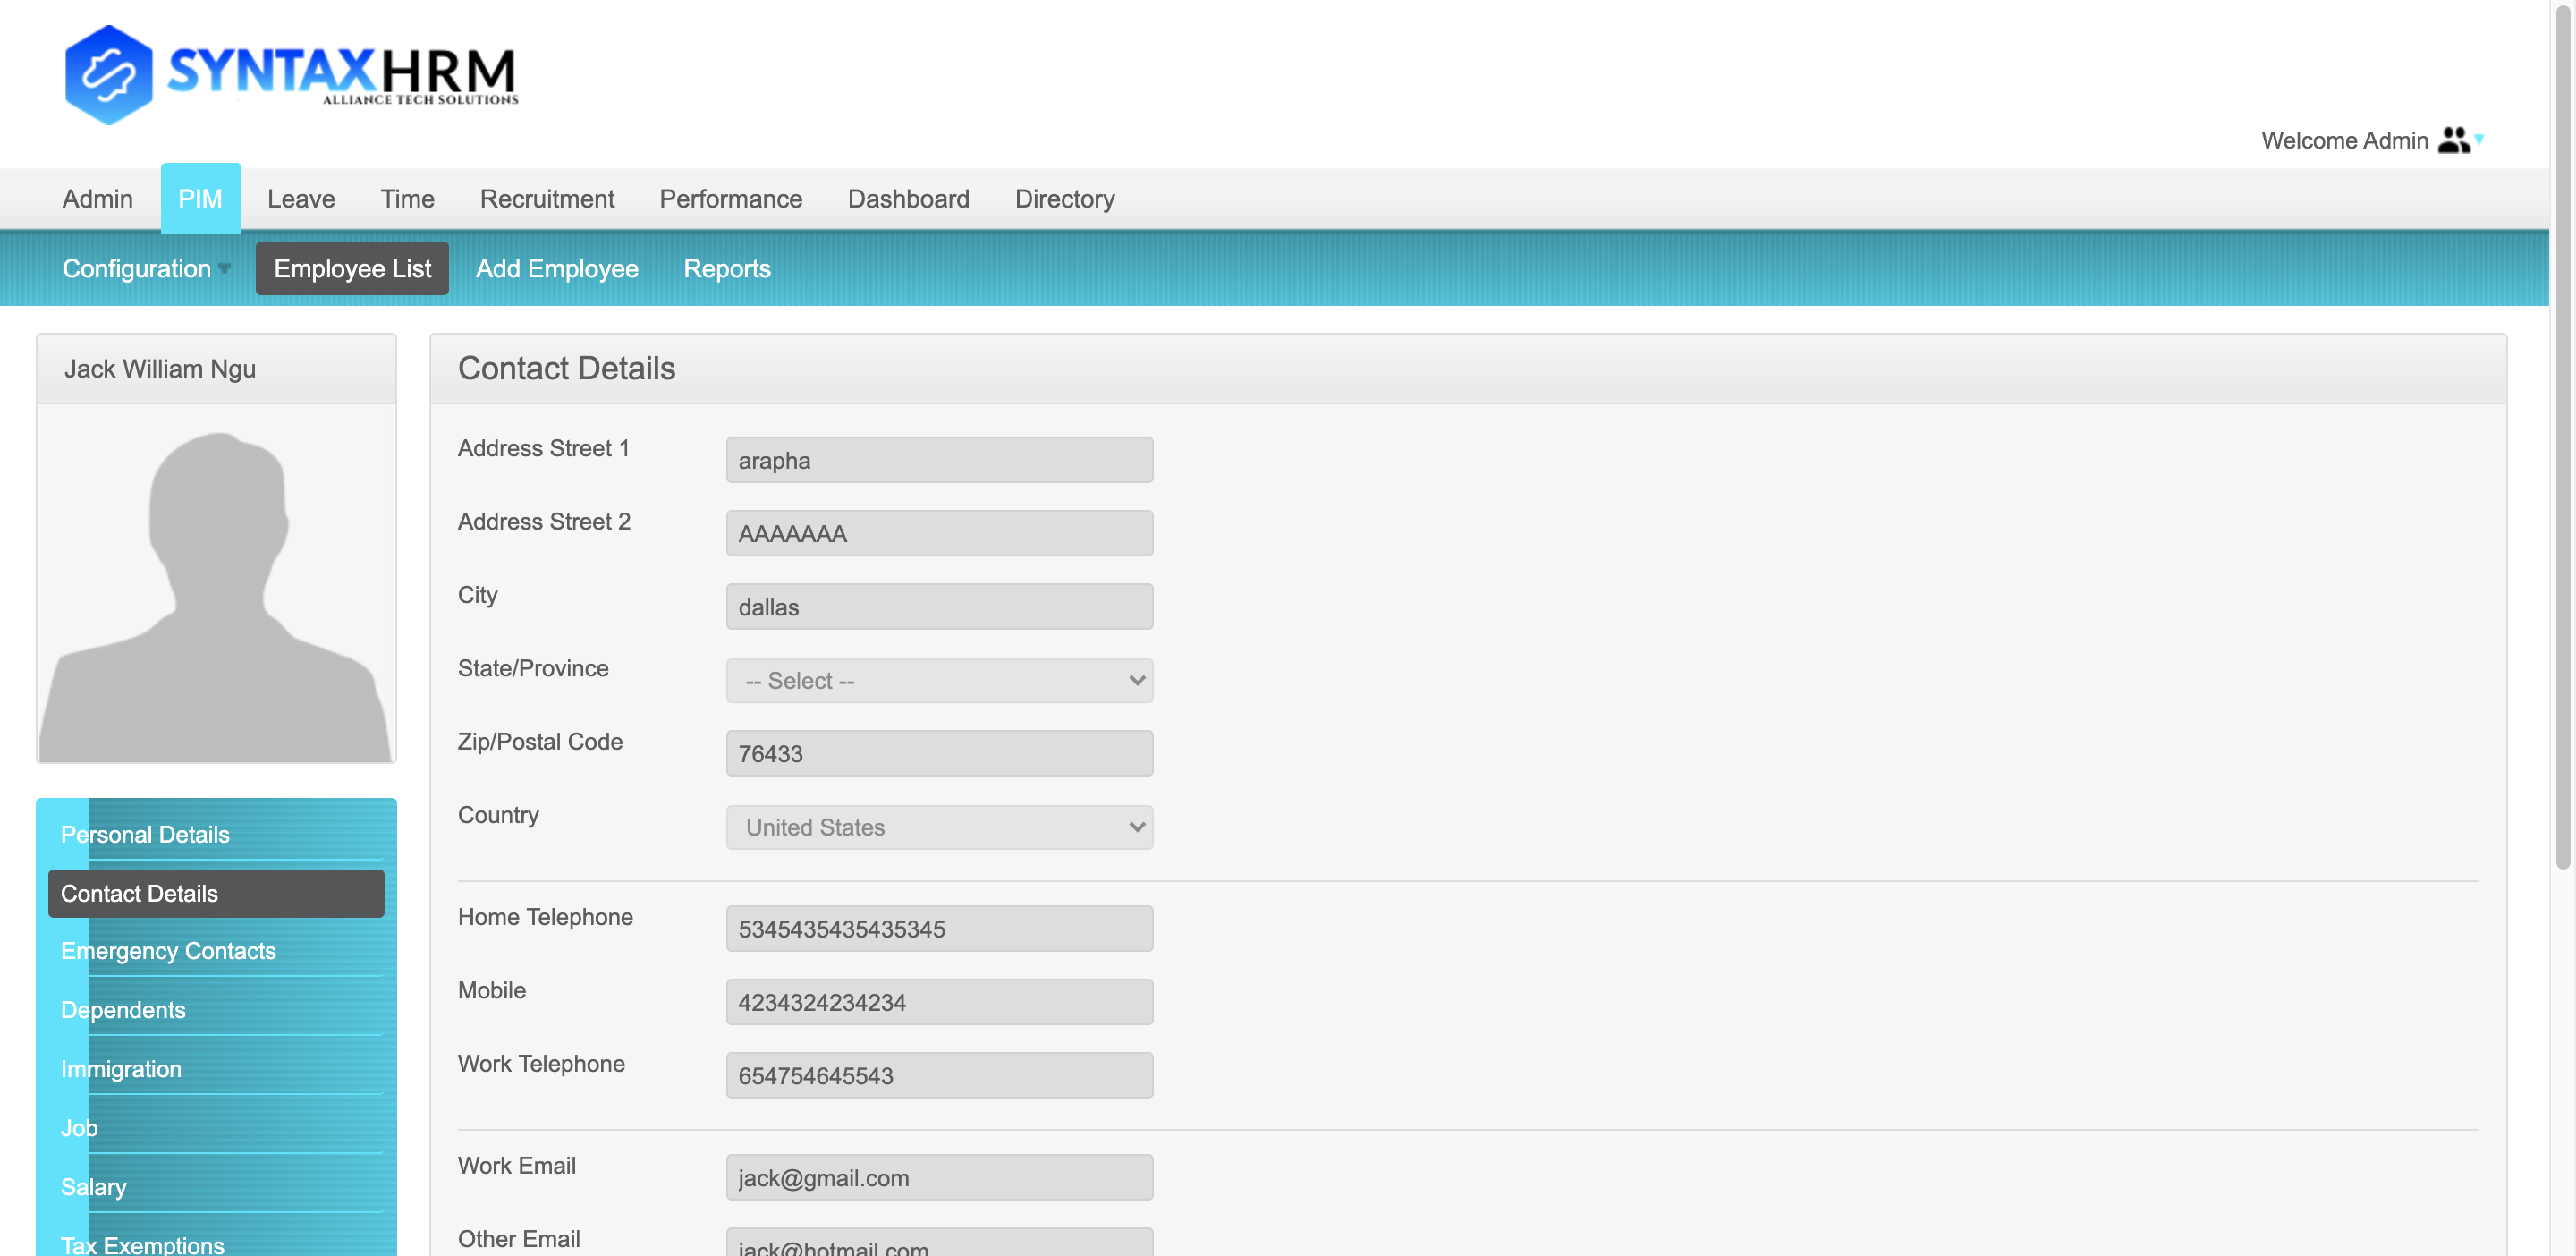 SYNTAXHRM
ALLIANCE TECH SOLUTIONS
Welcome Admin
Admin PIM Leave Time Recruitment Performance Dashboard Directory
Configuration Employee List Add Employee Reports
Jack William Ngu
Personal Details
Contact Details
Emergency Contacts
Dependents
Immigration
Job
Salary
Tax Exemptions
Contact Details
Address Street 1 arapha
Address Street 2 AAAAAAA
City dallas
State/Province -- Select --
Zip/Postal Code 76433
Country United States
Home Telephone 5345435435435345
Mobile 4234324234234
Work Telephone 654754645543
Work Email jack@gmail.com
Other Email jack@hotmail.com